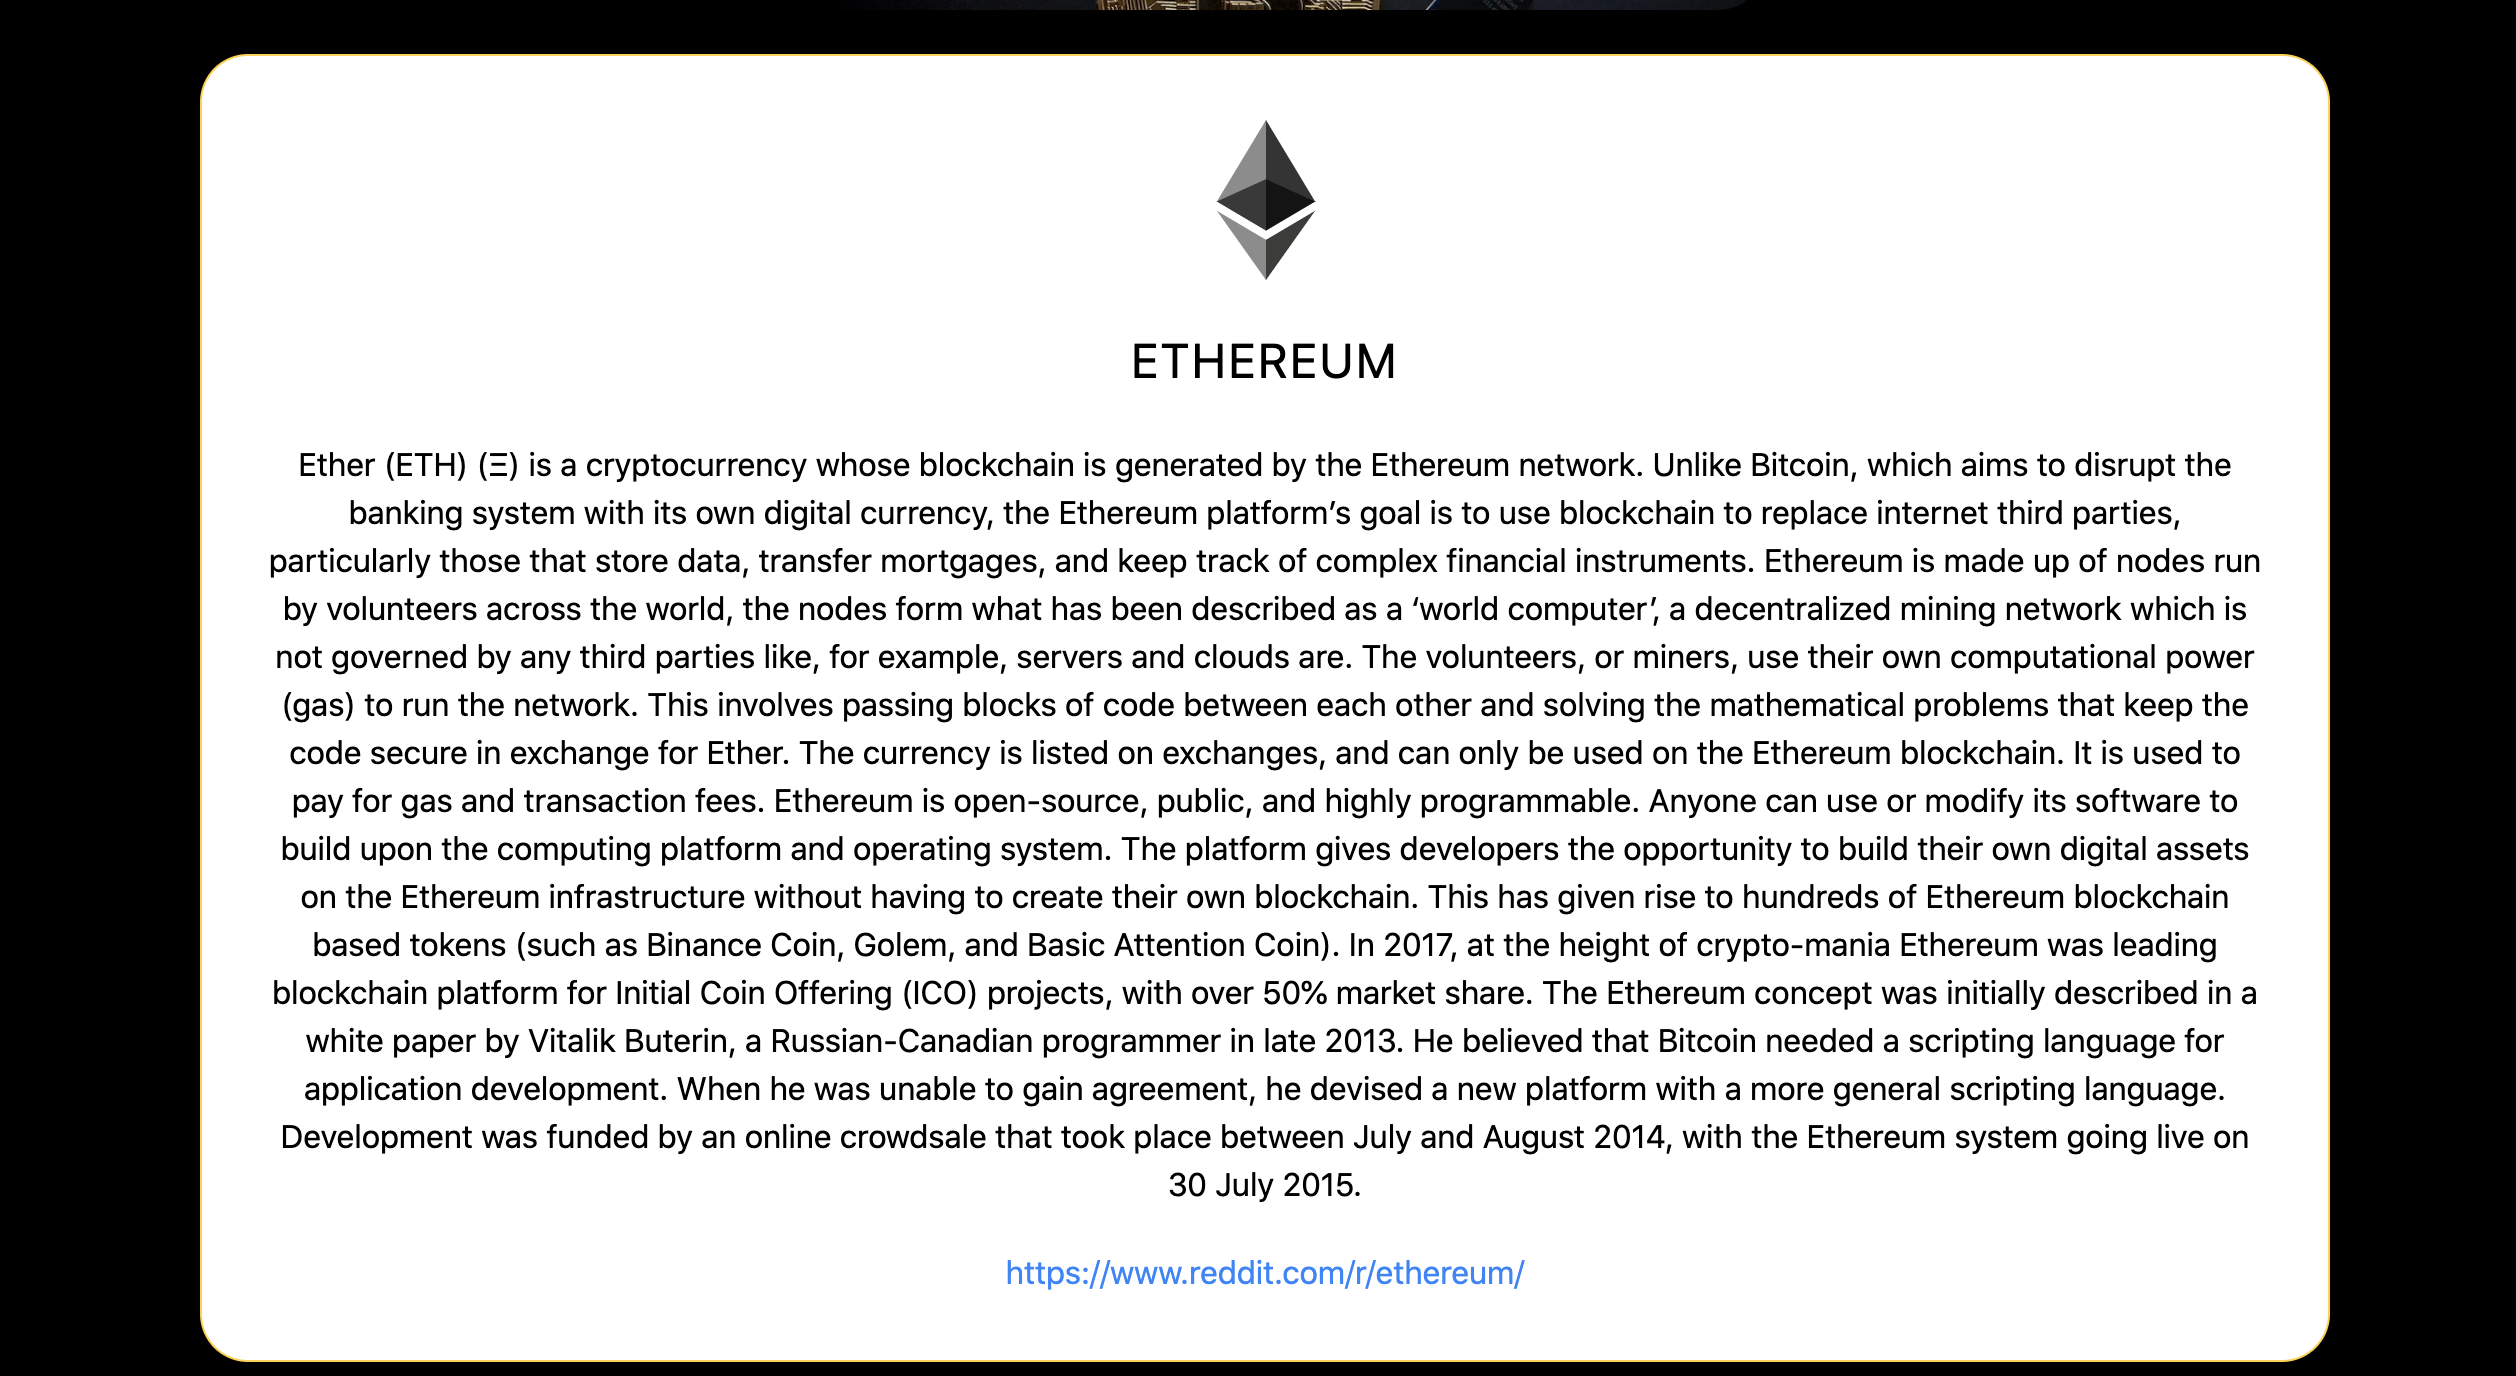 ETHEREUM
Ether (ETH) (Ξ) is a cryptocurrency whose blockchain is generated by the Ethereum network. Unlike Bitcoin, which aims to disrupt the
banking system with its own digital currency, the Ethereum platform’s goal is to use blockchain to replace internet third parties,
particularly those that store data, transfer mortgages, and keep track of complex financial instruments. Ethereum is made up of nodes run
by volunteers across the world, the nodes form what has been described as a ‘world computer’, a decentralized mining network which is
not governed by any third parties like, for example, servers and clouds are. The volunteers, or miners, use their own computational power
(gas) to run the network. This involves passing blocks of code between each other and solving the mathematical problems that keep the
code secure in exchange for Ether. The currency is listed on exchanges, and can only be used on the Ethereum blockchain. It is used to
pay for gas and transaction fees. Ethereum is open-source, public, and highly programmable. Anyone can use or modify its software to
build upon the computing platform and operating system. The platform gives developers the opportunity to build their own digital assets
on the Ethereum infrastructure without having to create their own blockchain. This has given rise to hundreds of Ethereum blockchain
based tokens (such as Binance Coin, Golem, and Basic Attention Coin). In 2017, at the height of crypto-mania Ethereum was leading
blockchain platform for Initial Coin Offering (ICO) projects, with over 50% market share. The Ethereum concept was initially described in a
white paper by Vitalik Buterin, a Russian-Canadian programmer in late 2013. He believed that Bitcoin needed a scripting language for
application development. When he was unable to gain agreement, he devised a new platform with a more general scripting language.
Development was funded by an online crowdsale that took place between July and August 2014, with the Ethereum system going live on
30 July 2015.
https://www.reddit.com/r/ethereum/